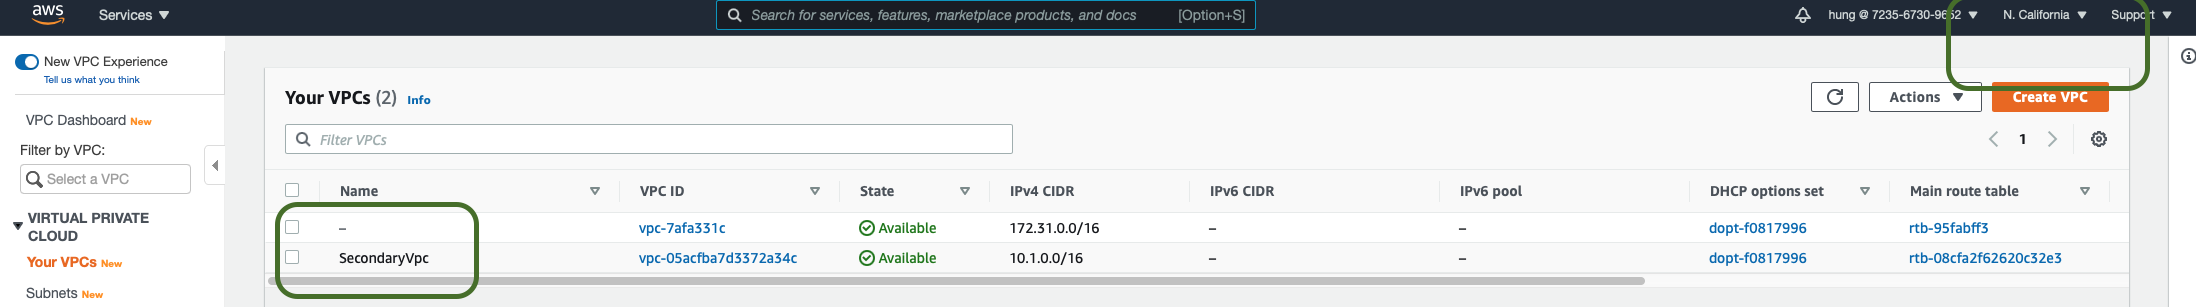 aws
Services
Search for services, features, marketplace products, and docs [Option+S]
hung @ 7235-6730-9652
N. California
Support
New VPC Experience
Tell us what you think
VPC Dashboard New
Filter by VPC:
Select a VPC
VIRTUAL PRIVATE
CLOUD
Your VPCs New
Subnets New
Your VPCs (2) Info
Actions
Create VPC
Filter VPCs
1
Name VPC ID State IPv4 CIDR IPv6 CIDR IPv6 pool DHCP options set Main route table
– vpc-7afa331c Available 172.31.0.0/16 – – dopt-f0817996 rtb-95fabff3
SecondaryVpc vpc-05acfba7d3372a34c Available 10.1.0.0/16 – – dopt-f0817996 rtb-08cfa2f62620c32e3